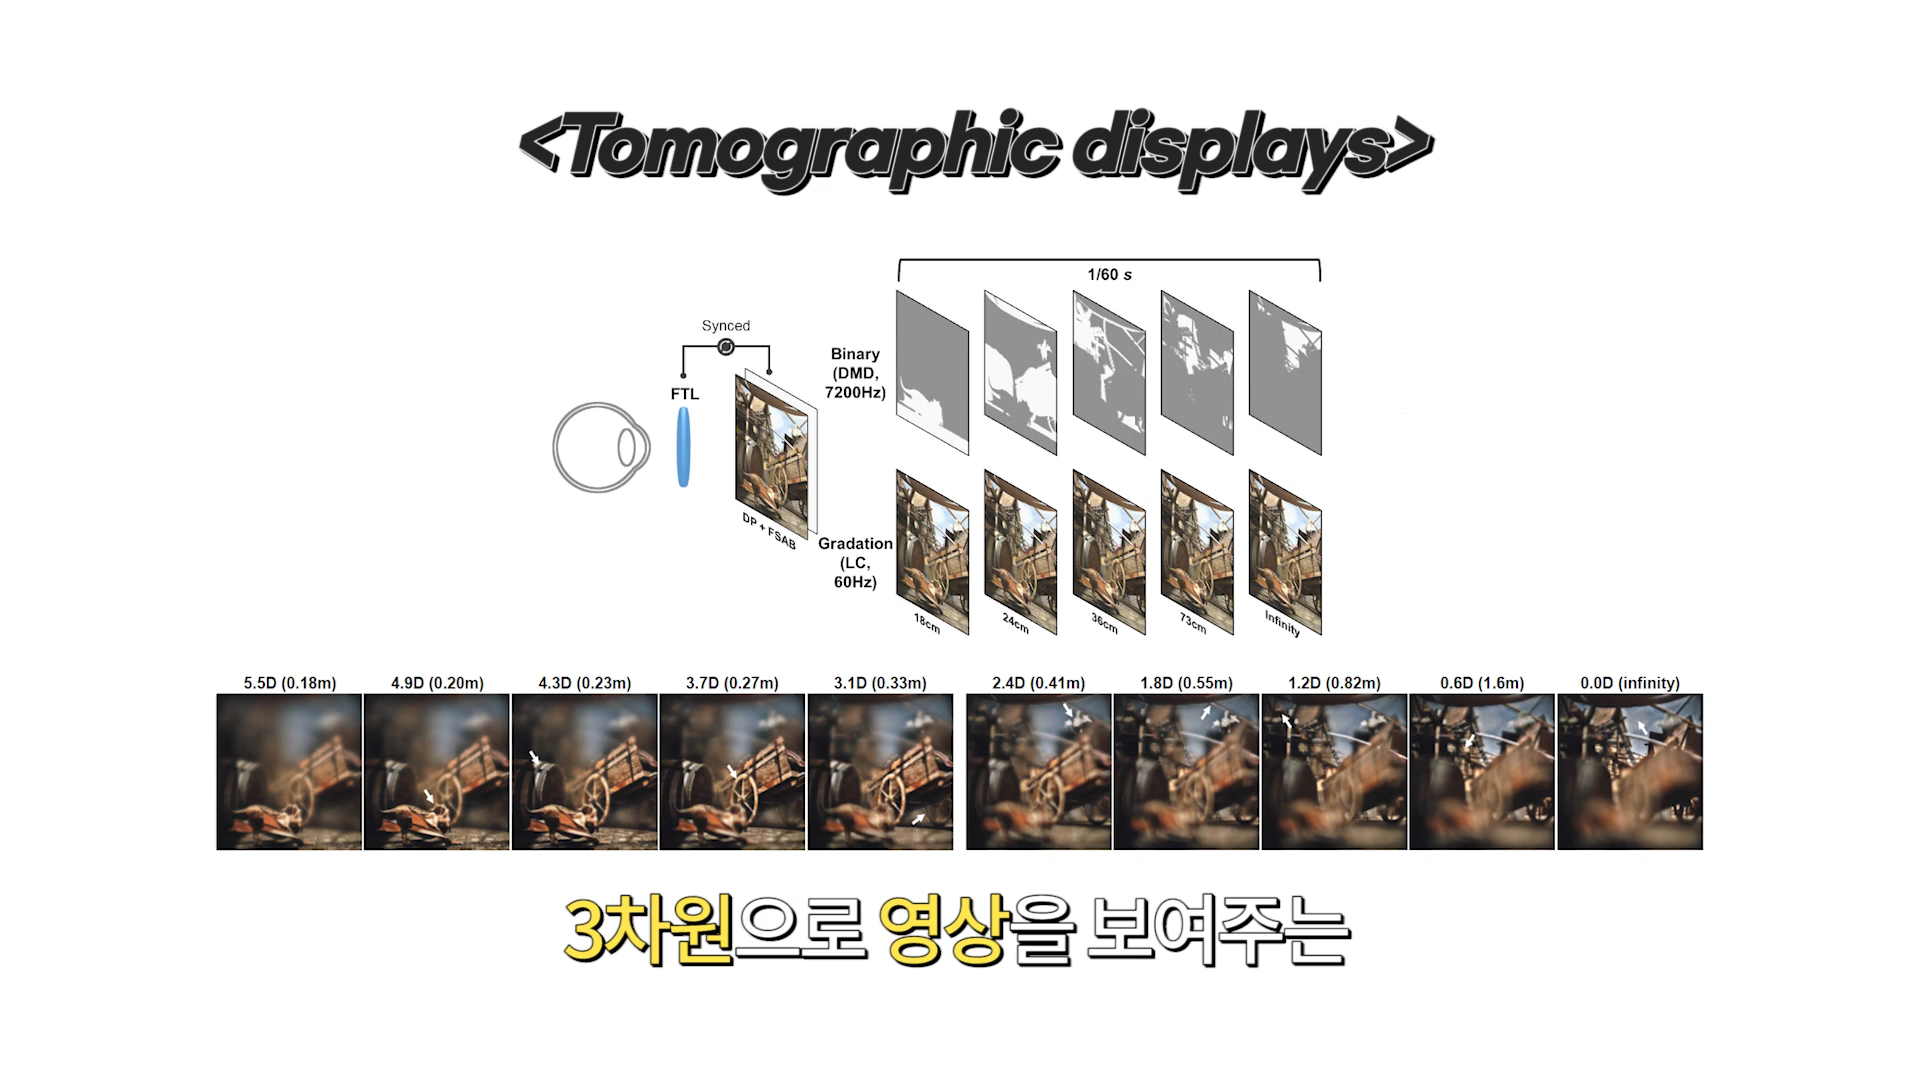 <Tomographic displays>
1/60 s
Synced
FTL
DP + FSAB
Binary
(DMD,
7200Hz)
Gradation
(LC,
60Hz)
18cm
24cm
36cm
73cm
Infinity
5.5D (0.18m)
4.9D (0.20m)
4.3D (0.23m)
3.7D (0.27m)
3.1D (0.33m)
2.4D (0.41m)
1.8D (0.55m)
1.2D (0.82m)
0.6D (1.6m)
0.0D (infinity)
3차원으로 영상을 보여주는